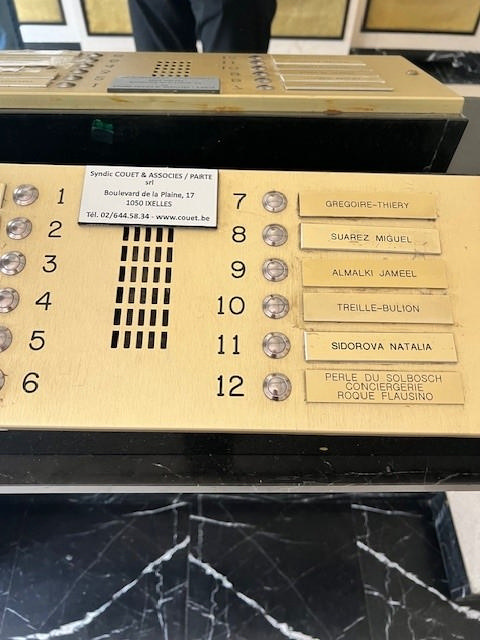 Syndic COUET & ASSOCIES / PARTE
srl
Boulevard de la Plaine, 17
1050 IXELLES
Tél. 02/644.58.34 - www.couet.be
1
2
3
4
5
6
7 GREGOIRE-THIERY
8 SUAREZ MIGUEL
9 ALMALKI JAMEEL
10 TREILLE-BULION
11 SIDOROVA NATALIA
12 PERLE DU SOLBOSCH
CONCIERGERIE
ROQUE FLAUSINO